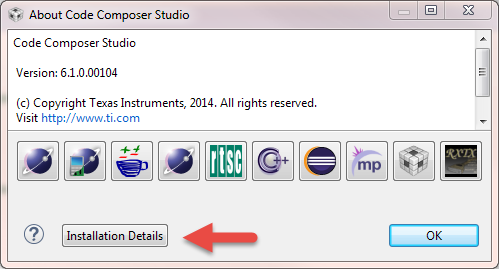 About Code Composer Studio
Code Composer Studio
Version: 6.1.0.00104
(c) Copyright Texas Instruments, 2014. All rights reserved.
Visit http://www.ti.com
rtsc C++ mp RXTX
? Installation Details OK